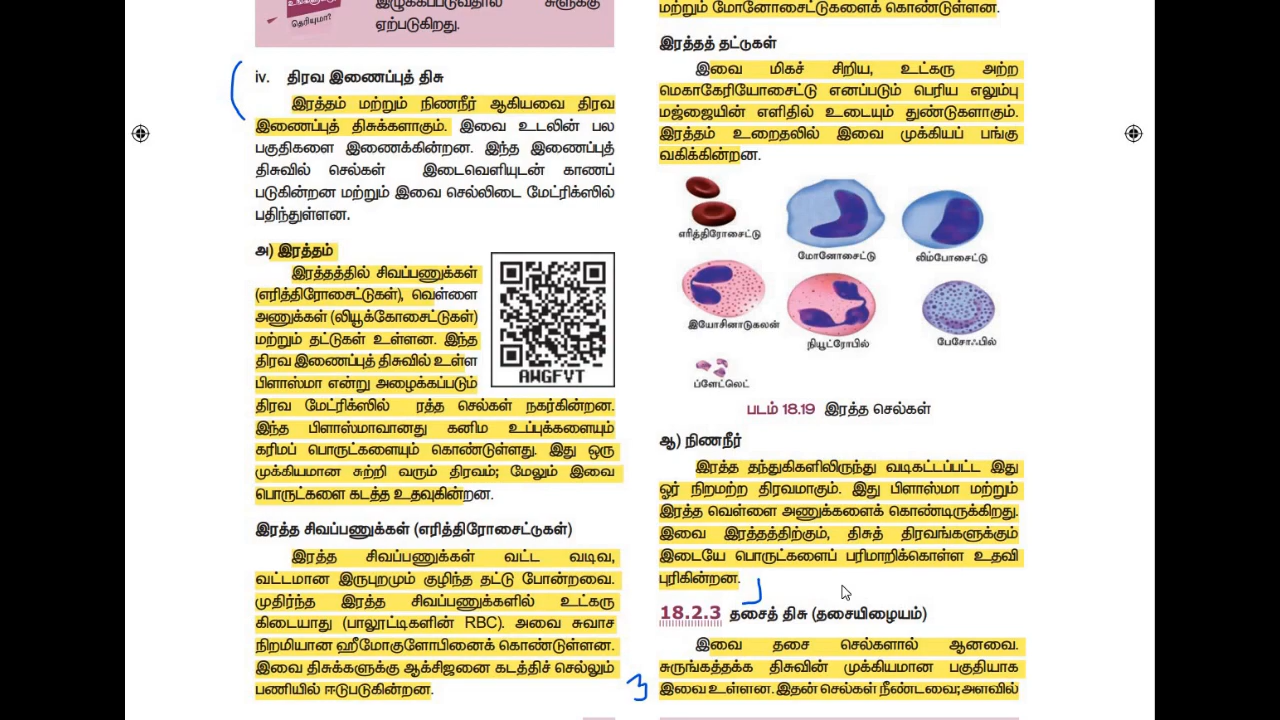 உங்களுக்குத்
தெரியுமா?
இழுக்கப்படுவதால் சுளுக்கு
ஏற்படுகிறது.
iv. திரவ இணைப்புத் திசு
இரத்தம் மற்றும் நிணநீர் ஆகியவை திரவ
இணைப்புத் திசுக்களாகும். இவை உடலின் பல
பகுதிகளை இணைக்கின்றன. இந்த இணைப்புத்
திசுவில் செல்கள் இடைவெளியுடன் காணப்
படுகின்றன மற்றும் இவை செல்லிடை மேட்ரிக்ஸில்
பதிந்துள்ளன.
அ) இரத்தம்
இரத்தத்தில் சிவப்பணுக்கள்
(எரித்திரோசைட்டுகள்), வெள்ளை
அணுக்கள் (லியூக்கோசைட்டுகள்)
மற்றும் தட்டுகள் உள்ளன. இந்த
திரவ இணைப்புத் திசுவில் உள்ள
பிளாஸ்மா என்று அழைக்கப்படும்
திரவ மேட்ரிக்ஸில் ரத்த செல்கள் நகர்கின்றன.
இந்த பிளாஸ்மாவானது கனிம உப்புக்களையும்
கரிமப் பொருட்களையும் கொண்டுள்ளது. இது ஒரு
முக்கியமான சுற்றி வரும் திரவம்; மேலும் இவை
பொருட்களை கடத்த உதவுகின்றன.
AWGFVT
இரத்த சிவப்பணுக்கள் (எரித்திரோசைட்டுகள்)
இரத்த சிவப்பணுக்கள் வட்ட வடிவ,
வட்டமான இருபுறமும் குழிந்த தட்டு போன்றவை.
முதிர்ந்த இரத்த சிவப்பணுக்களில் உட்கரு
கிடையாது (பாலூட்டிகளின் RBC). அவை சுவாச
நிறமியான ஹீமோகுளோபினைக் கொண்டுள்ளன.
இவை திசுக்களுக்கு ஆக்சிஜனை கடத்திச் செல்லும்
பணியில் ஈடுபடுகின்றன.
மற்றும் மோனோசைட்டுகளைக் கொண்டுள்ளன.
இரத்தத் தட்டுகள்
இவை மிகச் சிறிய, உட்கரு அற்ற
மெகாகேரியோசைட்டு எனப்படும் பெரிய எலும்பு
மஜ்ஜையின் எளிதில் உடையும் துண்டுகளாகும்.
இரத்தம் உறைதலில் இவை முக்கியப் பங்கு
வகிக்கின்றன.
எரித்திரோசைட்டு
மோனோசைட்டு
லிம்போசைட்டு
இயோசினாடுகலன்
நியூட்ரோபில்
பேசோஃபில்
ப்ளேட்லெட்
படம் 18.19 இரத்த செல்கள்
ஆ) நிணநீர்
இரத்த தந்துகிகளிலிருந்து வடிகட்டப்பட்ட இது
ஓர் நிறமற்ற திரவமாகும். இது பிளாஸ்மா மற்றும்
இரத்த வெள்ளை அணுக்களைக் கொண்டிருக்கிறது.
இவை இரத்தத்திற்கும், திசுத் திரவங்களுக்கும்
இடையே பொருட்களைப் பரிமாறிக்கொள்ள உதவி
புரிகின்றன.
18.2.3 தசைத் திசு (தசையிழையம்)
இவை தசை செல்களால் ஆனவை.
சுருங்கத்தக்க திசுவின் முக்கியமான பகுதியாக
இவை உள்ளன. இதன் செல்கள் நீண்டவை;அளவில்
3